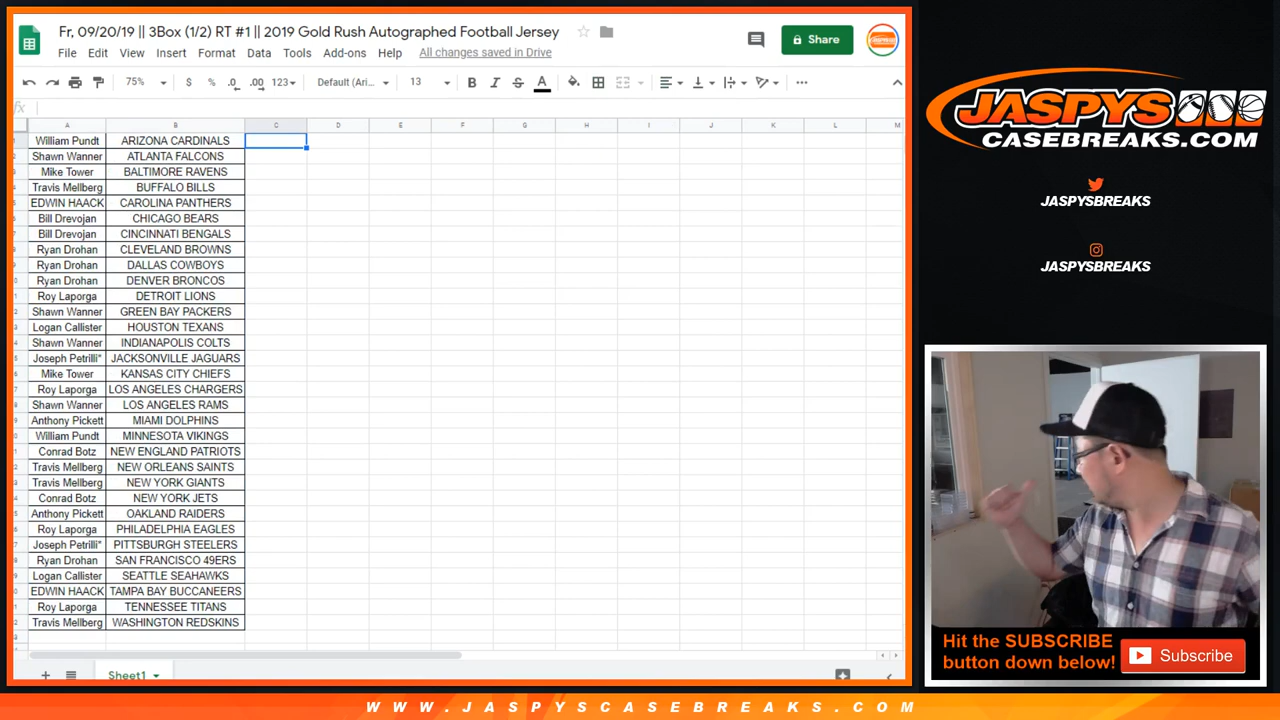 Fr, 09/20/19 || 3Box (1/2) RT #1 || 2019 Gold Rush Autographed Football Jersey
File Edit View Insert Format Data Tools Add-ons Help All changes saved in Drive
Share
75% $ % .0 .00 123 Default (Ari... 13 B I S A
fx
A B C D E F G H I J K L M
William Pundt ARIZONA CARDINALS
Shawn Wanner ATLANTA FALCONS
Mike Tower BALTIMORE RAVENS
Travis Mellberg BUFFALO BILLS
EDWIN HAACK CAROLINA PANTHERS
Bill Drevojan CHICAGO BEARS
Bill Drevojan CINCINNATI BENGALS
Ryan Drohan CLEVELAND BROWNS
Ryan Drohan DALLAS COWBOYS
Ryan Drohan DENVER BRONCOS
Roy Laporga DETROIT LIONS
Shawn Wanner GREEN BAY PACKERS
Logan Callister HOUSTON TEXANS
Shawn Wanner INDIANAPOLIS COLTS
Joseph Petrilli* JACKSONVILLE JAGUARS
Mike Tower KANSAS CITY CHIEFS
Roy Laporga LOS ANGELES CHARGERS
Shawn Wanner LOS ANGELES RAMS
Anthony Pickett MIAMI DOLPHINS
William Pundt MINNESOTA VIKINGS
Conrad Botz NEW ENGLAND PATRIOTS
Travis Mellberg NEW ORLEANS SAINTS
Travis Mellberg NEW YORK GIANTS
Conrad Botz NEW YORK JETS
Anthony Pickett OAKLAND RAIDERS
Roy Laporga PHILADELPHIA EAGLES
Joseph Petrilli* PITTSBURGH STEELERS
Ryan Drohan SAN FRANCISCO 49ERS
Logan Callister SEATTLE SEAHAWKS
EDWIN HAACK TAMPA BAY BUCCANEERS
Roy Laporga TENNESSEE TITANS
Travis Mellberg WASHINGTON REDSKINS
Sheet1
JASPYS
CASEBREAKS.COM
JASPYSBREAKS
JASPYSBREAKS
Hit the SUBSCRIBE
button down below!
Subscribe
WWW.JASPYSCASEBREAKS.COM